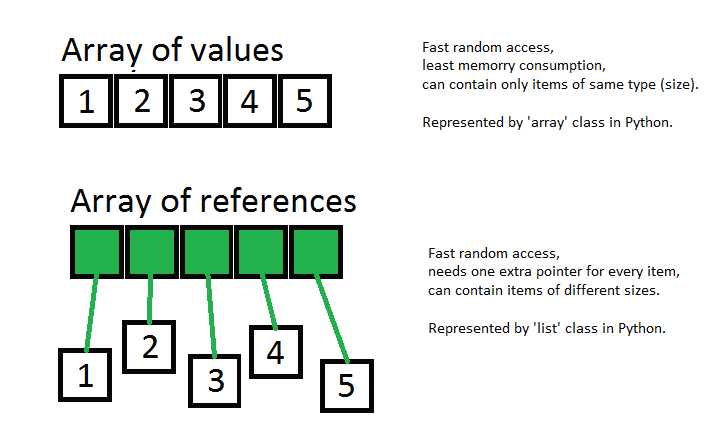 Array of values
1 2 3 4 5
Fast random access,
least memorry consumption,
can contain only items of same type (size).
Represented by 'array' class in Python.
Array of references
1 2 3 4 5
Fast random access,
needs one extra pointer for every item,
can contain items of different sizes.
Represented by 'list' class in Python.